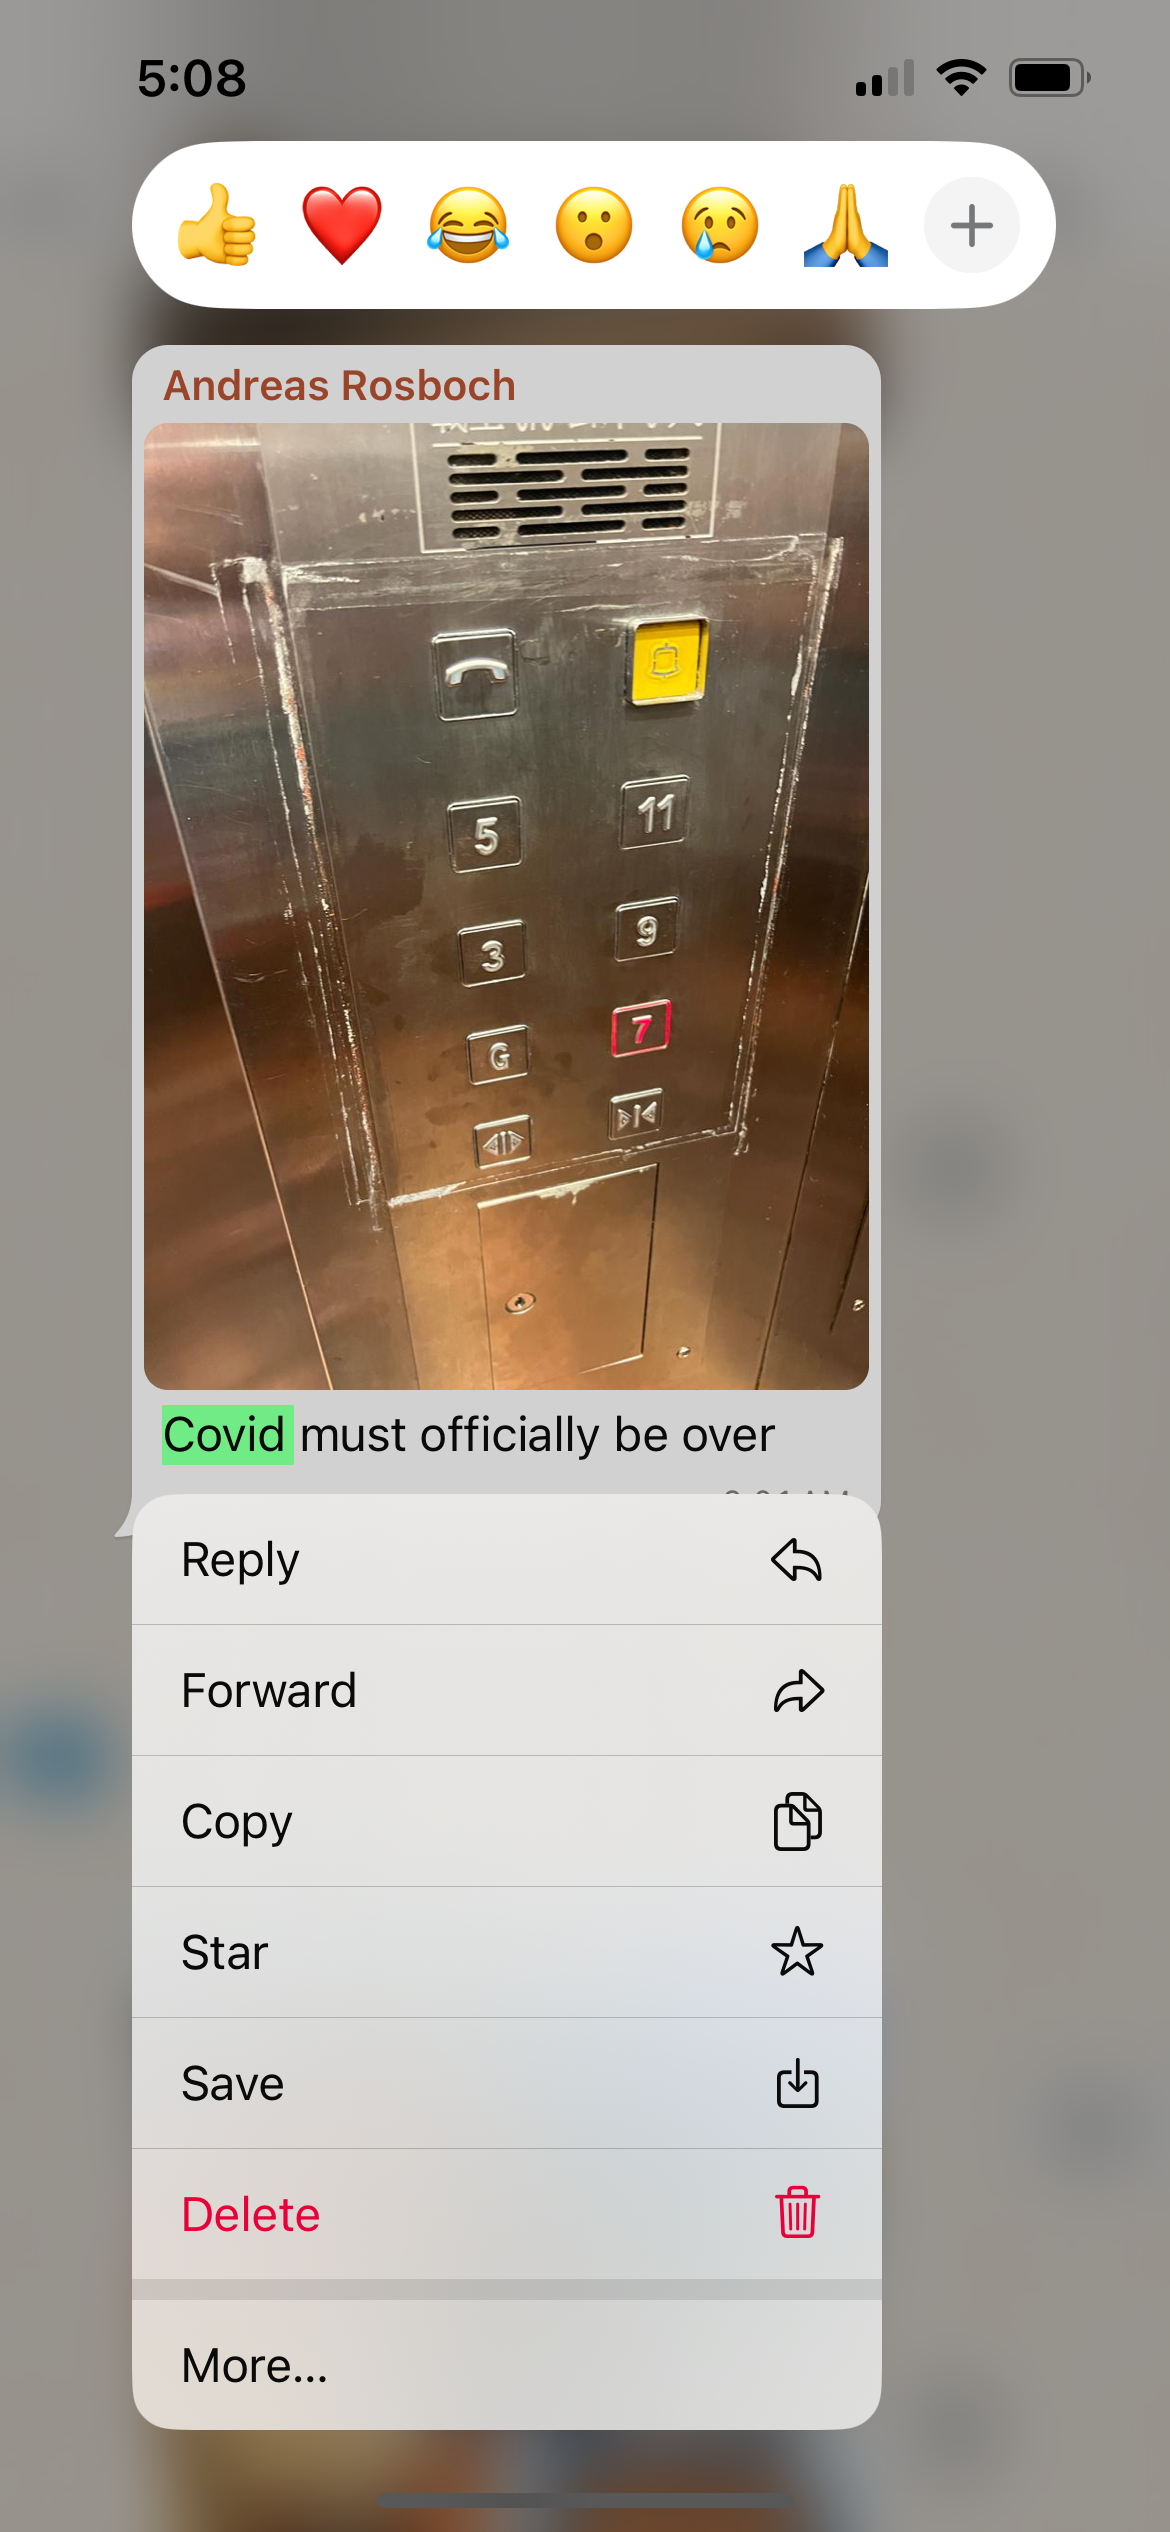 5:08
Andreas Rosboch
5
11
3
9
G
7
Covid must officially be over
Reply
Forward
Copy
Star
Save
Delete
More...